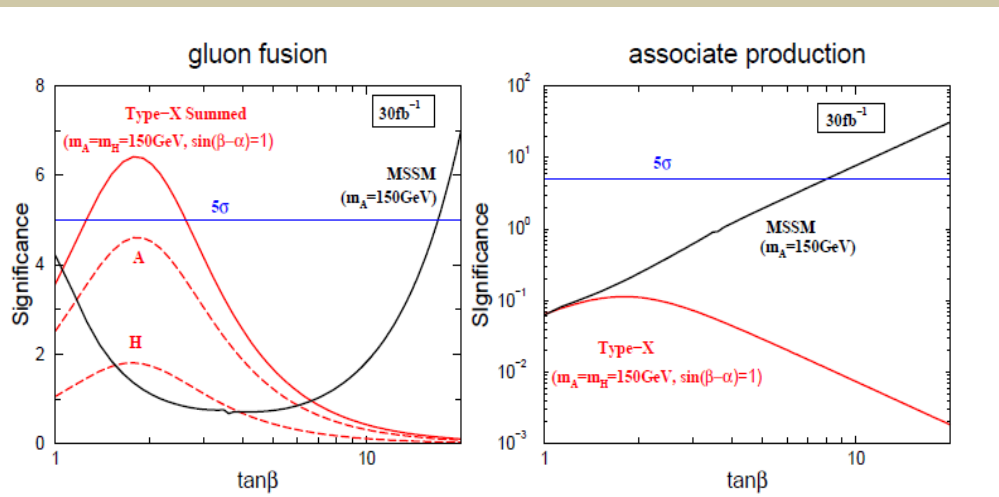 gluon fusion
8
6
4
2
0
Significance
Type−X Summed
(mA=mH=150GeV, sin(β−α)=1)
30fb−1
MSSM
(mA=150GeV)
5σ
A
H
1
10
tanβ
associate production
10²
10¹
10⁰
10⁻¹
10⁻²
10⁻³
SIgnificance
30fb−1
5σ
MSSM
(mA=150GeV)
Type−X
(mA=mH=150GeV, sin(β−α)=1)
1
10
tanβ